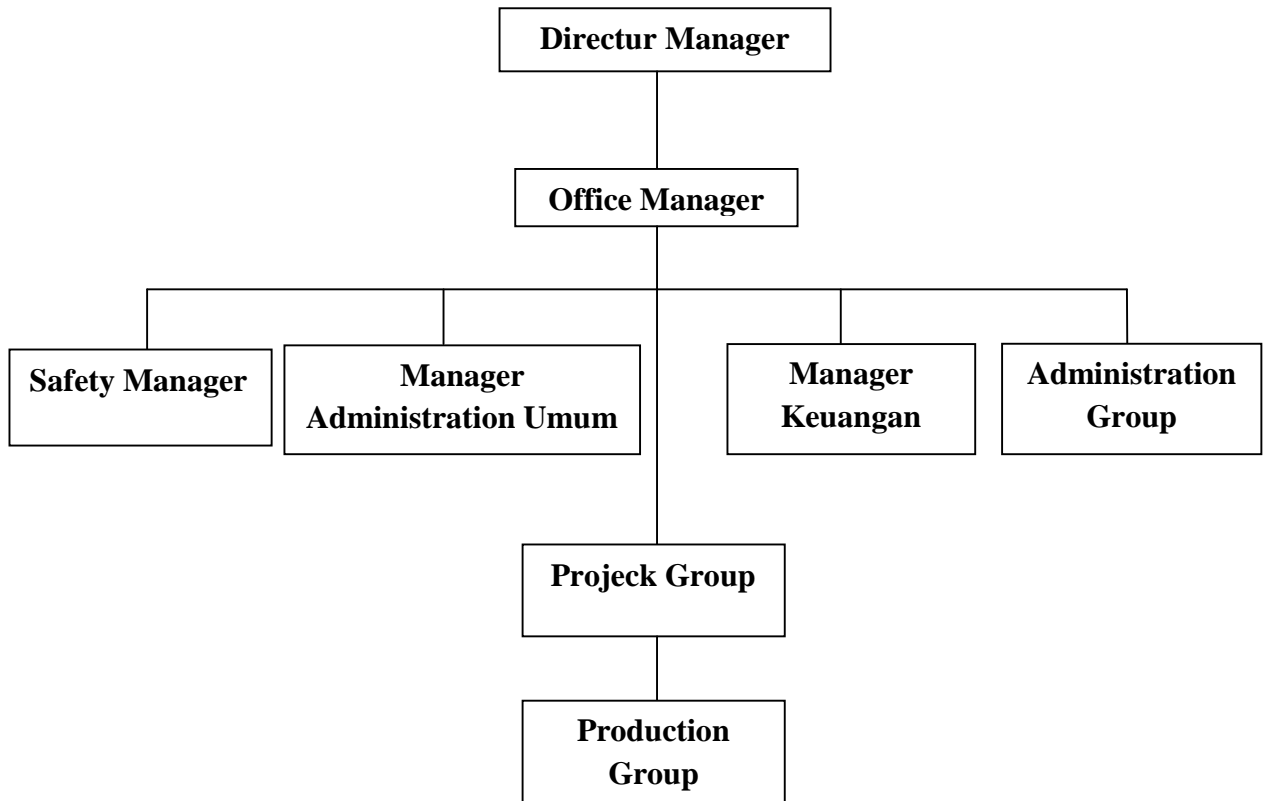 Directur Manager
Office Manager
Safety Manager
Manager
Administration Umum
Manager
Keuangan
Administration
Group
Projeck Group
Production
Group